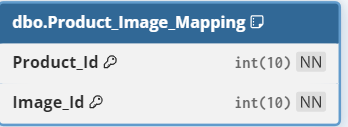 dbo.Product_Image_Mapping
Product_Id int(10) NN
Image_Id int(10) NN